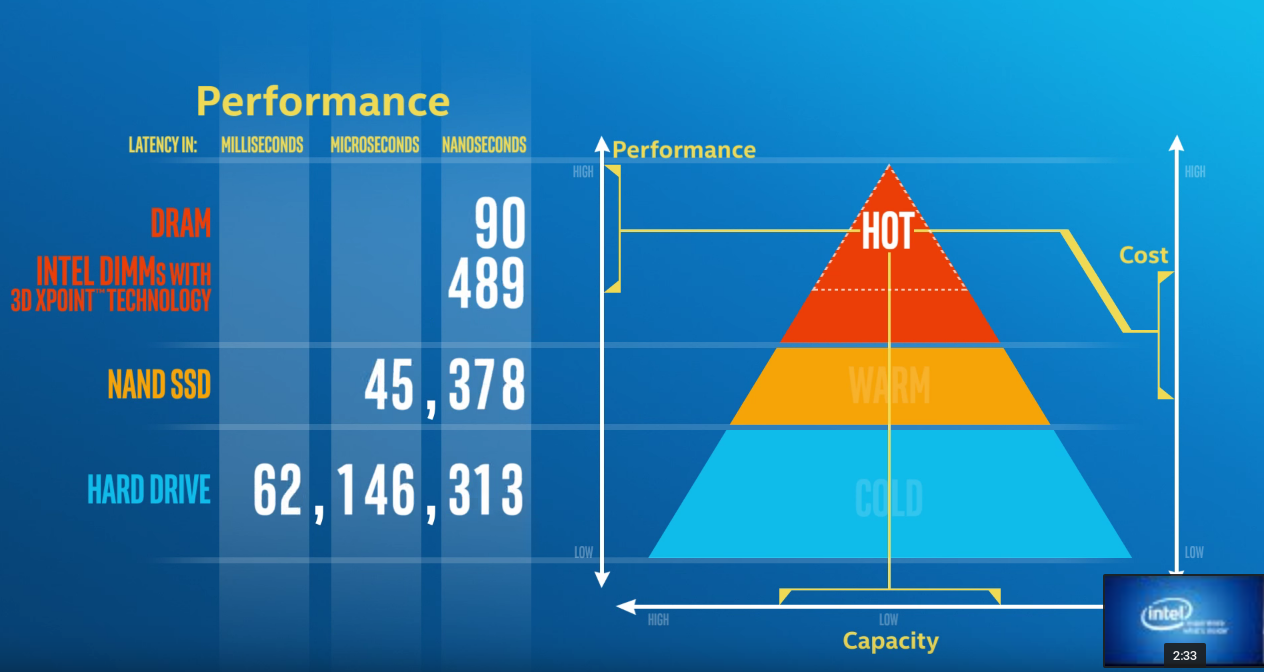 Performance
LATENCY IN: MILLISECONDS MICROSECONDS NANOSECONDS
DRAM 90
INTEL DIMMS WITH
3D XPOINT™ TECHNOLOGY 489
NAND SSD 45,378
HARD DRIVE 62,146,313
Performance
HIGH
HIGH
HOT
Cost
WARM
COLD
LOW
LOW
HIGH
LOW
Capacity
intel
2:33